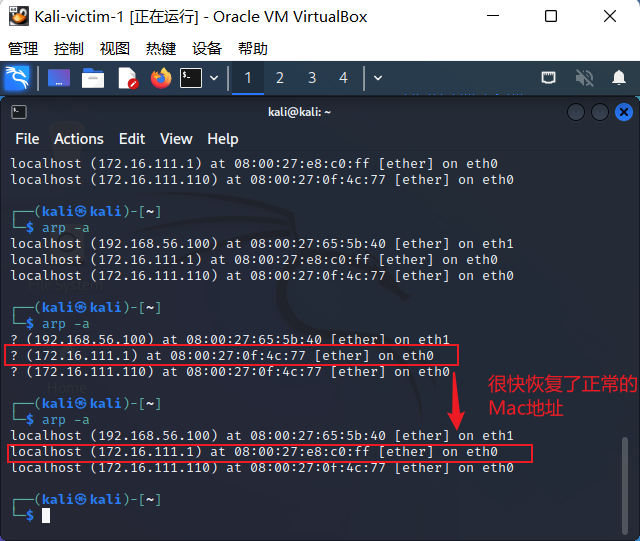 Kali-victim-1 [正在运行] - Oracle VM VirtualBox
管理 控制 视图 热键 设备 帮助
1 2 3 4
kali@kali: ~
File Actions Edit View Help
localhost (172.16.111.1) at 08:00:27:e8:c0:ff [ether] on eth0
localhost (172.16.111.110) at 08:00:27:0f:4c:77 [ether] on eth0
┌──(kali㉿kali)-[~]
└─$ arp -a
localhost (192.168.56.100) at 08:00:27:65:5b:40 [ether] on eth1
localhost (172.16.111.1) at 08:00:27:e8:c0:ff [ether] on eth0
localhost (172.16.111.110) at 08:00:27:0f:4c:77 [ether] on eth0
File System
┌──(kali㉿kali)-[~]
└─$ arp -a
? (192.168.56.100) at 08:00:27:65:5b:40 [ether] on eth1
? (172.16.111.1) at 08:00:27:0f:4c:77 [ether] on eth0
? (172.16.111.110) at 08:00:27:0f:4c:77 [ether] on eth0
很快恢复了正常的
Mac地址
Home
┌──(kali㉿kali)-[~]
└─$ arp -a
localhost (192.168.56.100) at 08:00:27:65:5b:40 [ether] on eth1
localhost (172.16.111.1) at 08:00:27:e8:c0:ff [ether] on eth0
localhost (172.16.111.110) at 08:00:27:0f:4c:77 [ether] on eth0
┌──(kali㉿kali)-[~]
└─$